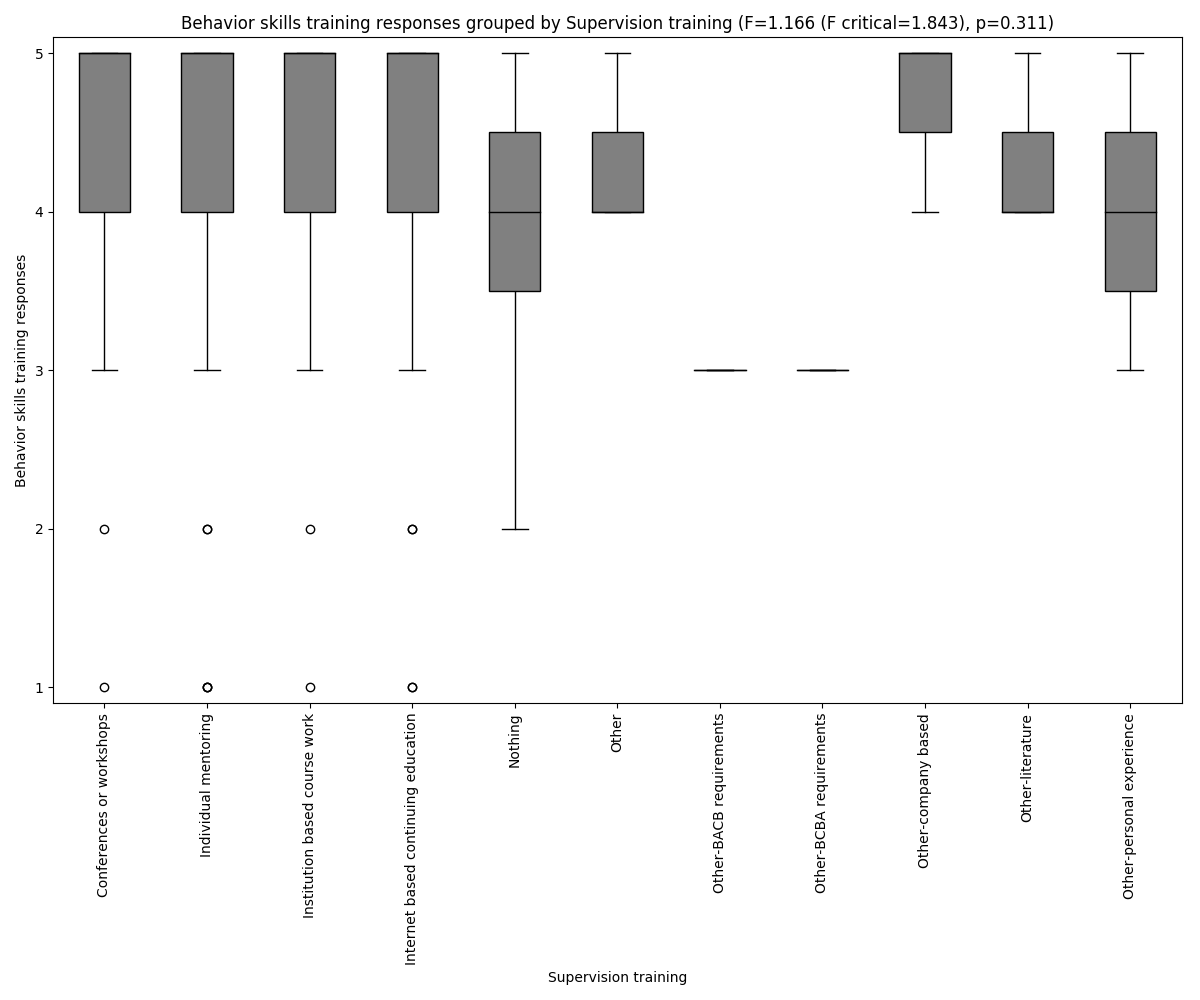 Behavior skills training responses grouped by Supervision training (F=1.166 (F critical=1.843), p=0.311)
Behavior skills training responses
5
4
3
2
1
Conferences or workshops
Individual mentoring
Institution based course work
Internet based continuing education
Nothing
Other
Other-BACB requirements
Other-BCBA requirements
Other-company based
Other-literature
Other-personal experience
Supervision training